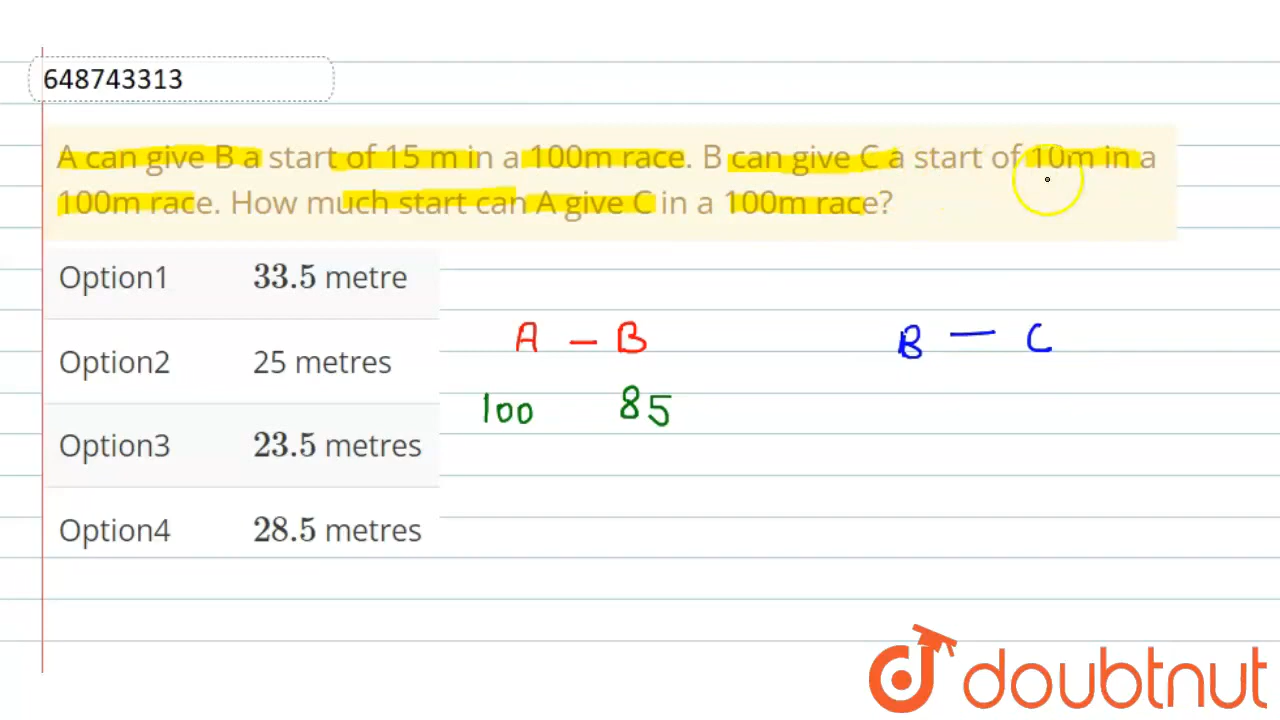 648743313
A can give B a start of 15 m in a 100m race. B can give C a start of 10m in a
100m race. How much start can A give C in a 100m race?
Option1 33.5 metre
Option2 25 metres
Option3 23.5 metres
Option4 28.5 metres
A – B
B – C
100 85
doubtnut